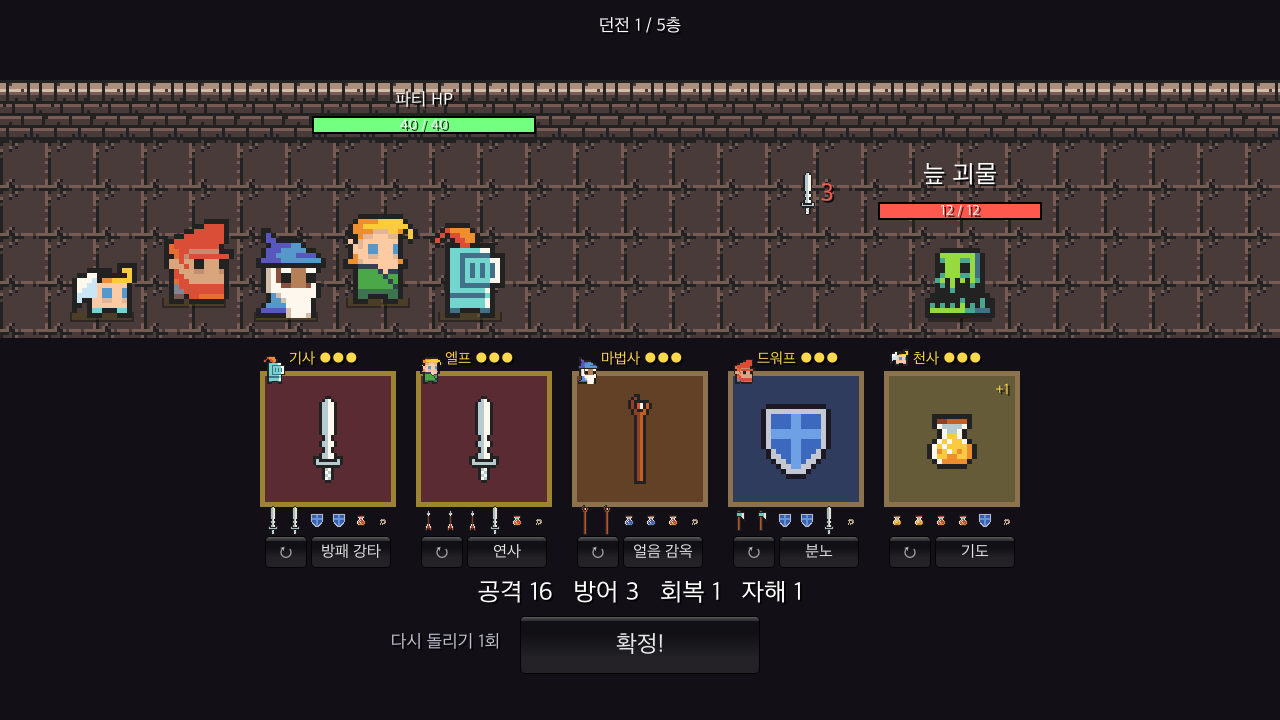 던전 1 / 5층
파티 HP
40 / 40
늪 괴물
3
12 / 12
기사
엘프
마법사
드워프
천사
+1
방패 강타
연사
얼음 감옥
분노
기도
공격 16 방어 3 회복 1 자해 1
다시 돌리기 1회
확정!